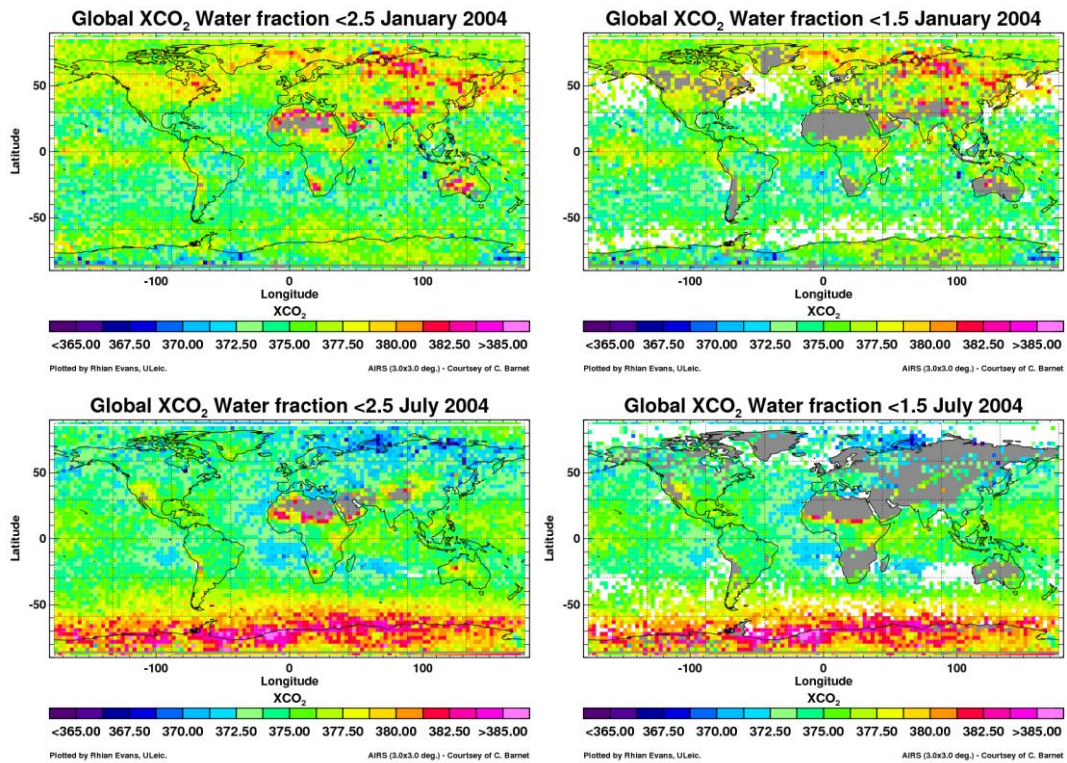 Global XCO₂ Water fraction <2.5 January 2004
50
0
-50
Latitude
-100 0 100
Longitude
XCO₂
<365.00 367.50 370.00 372.50 375.00 377.50 380.00 382.50 >385.00
Plotted by Rhian Evans, ULeic. AIRS (3.0x3.0 deg.) - Courtsey of C. Barnet
Global XCO₂ Water fraction <1.5 January 2004
50
0
-50
Latitude
-100 0 100
Longitude
XCO₂
<365.00 367.50 370.00 372.50 375.00 377.50 380.00 382.50 >385.00
Plotted by Rhian Evans, ULeic. AIRS (3.0x3.0 deg.) - Courtsey of C. Barnet
Global XCO₂ Water fraction <2.5 July 2004
50
0
-50
Latitude
-100 0 100
Longitude
XCO₂
<365.00 367.50 370.00 372.50 375.00 377.50 380.00 382.50 >385.00
Plotted by Rhian Evans, ULeic. AIRS (3.0x3.0 deg.) - Courtsey of C. Barnet
Global XCO₂ Water fraction <1.5 July 2004
50
0
-50
Latitude
-100 0 100
Longitude
XCO₂
<365.00 367.50 370.00 372.50 375.00 377.50 380.00 382.50 >385.00
Plotted by Rhian Evans, ULeic. AIRS (3.0x3.0 deg.) - Courtsey of C. Barnet